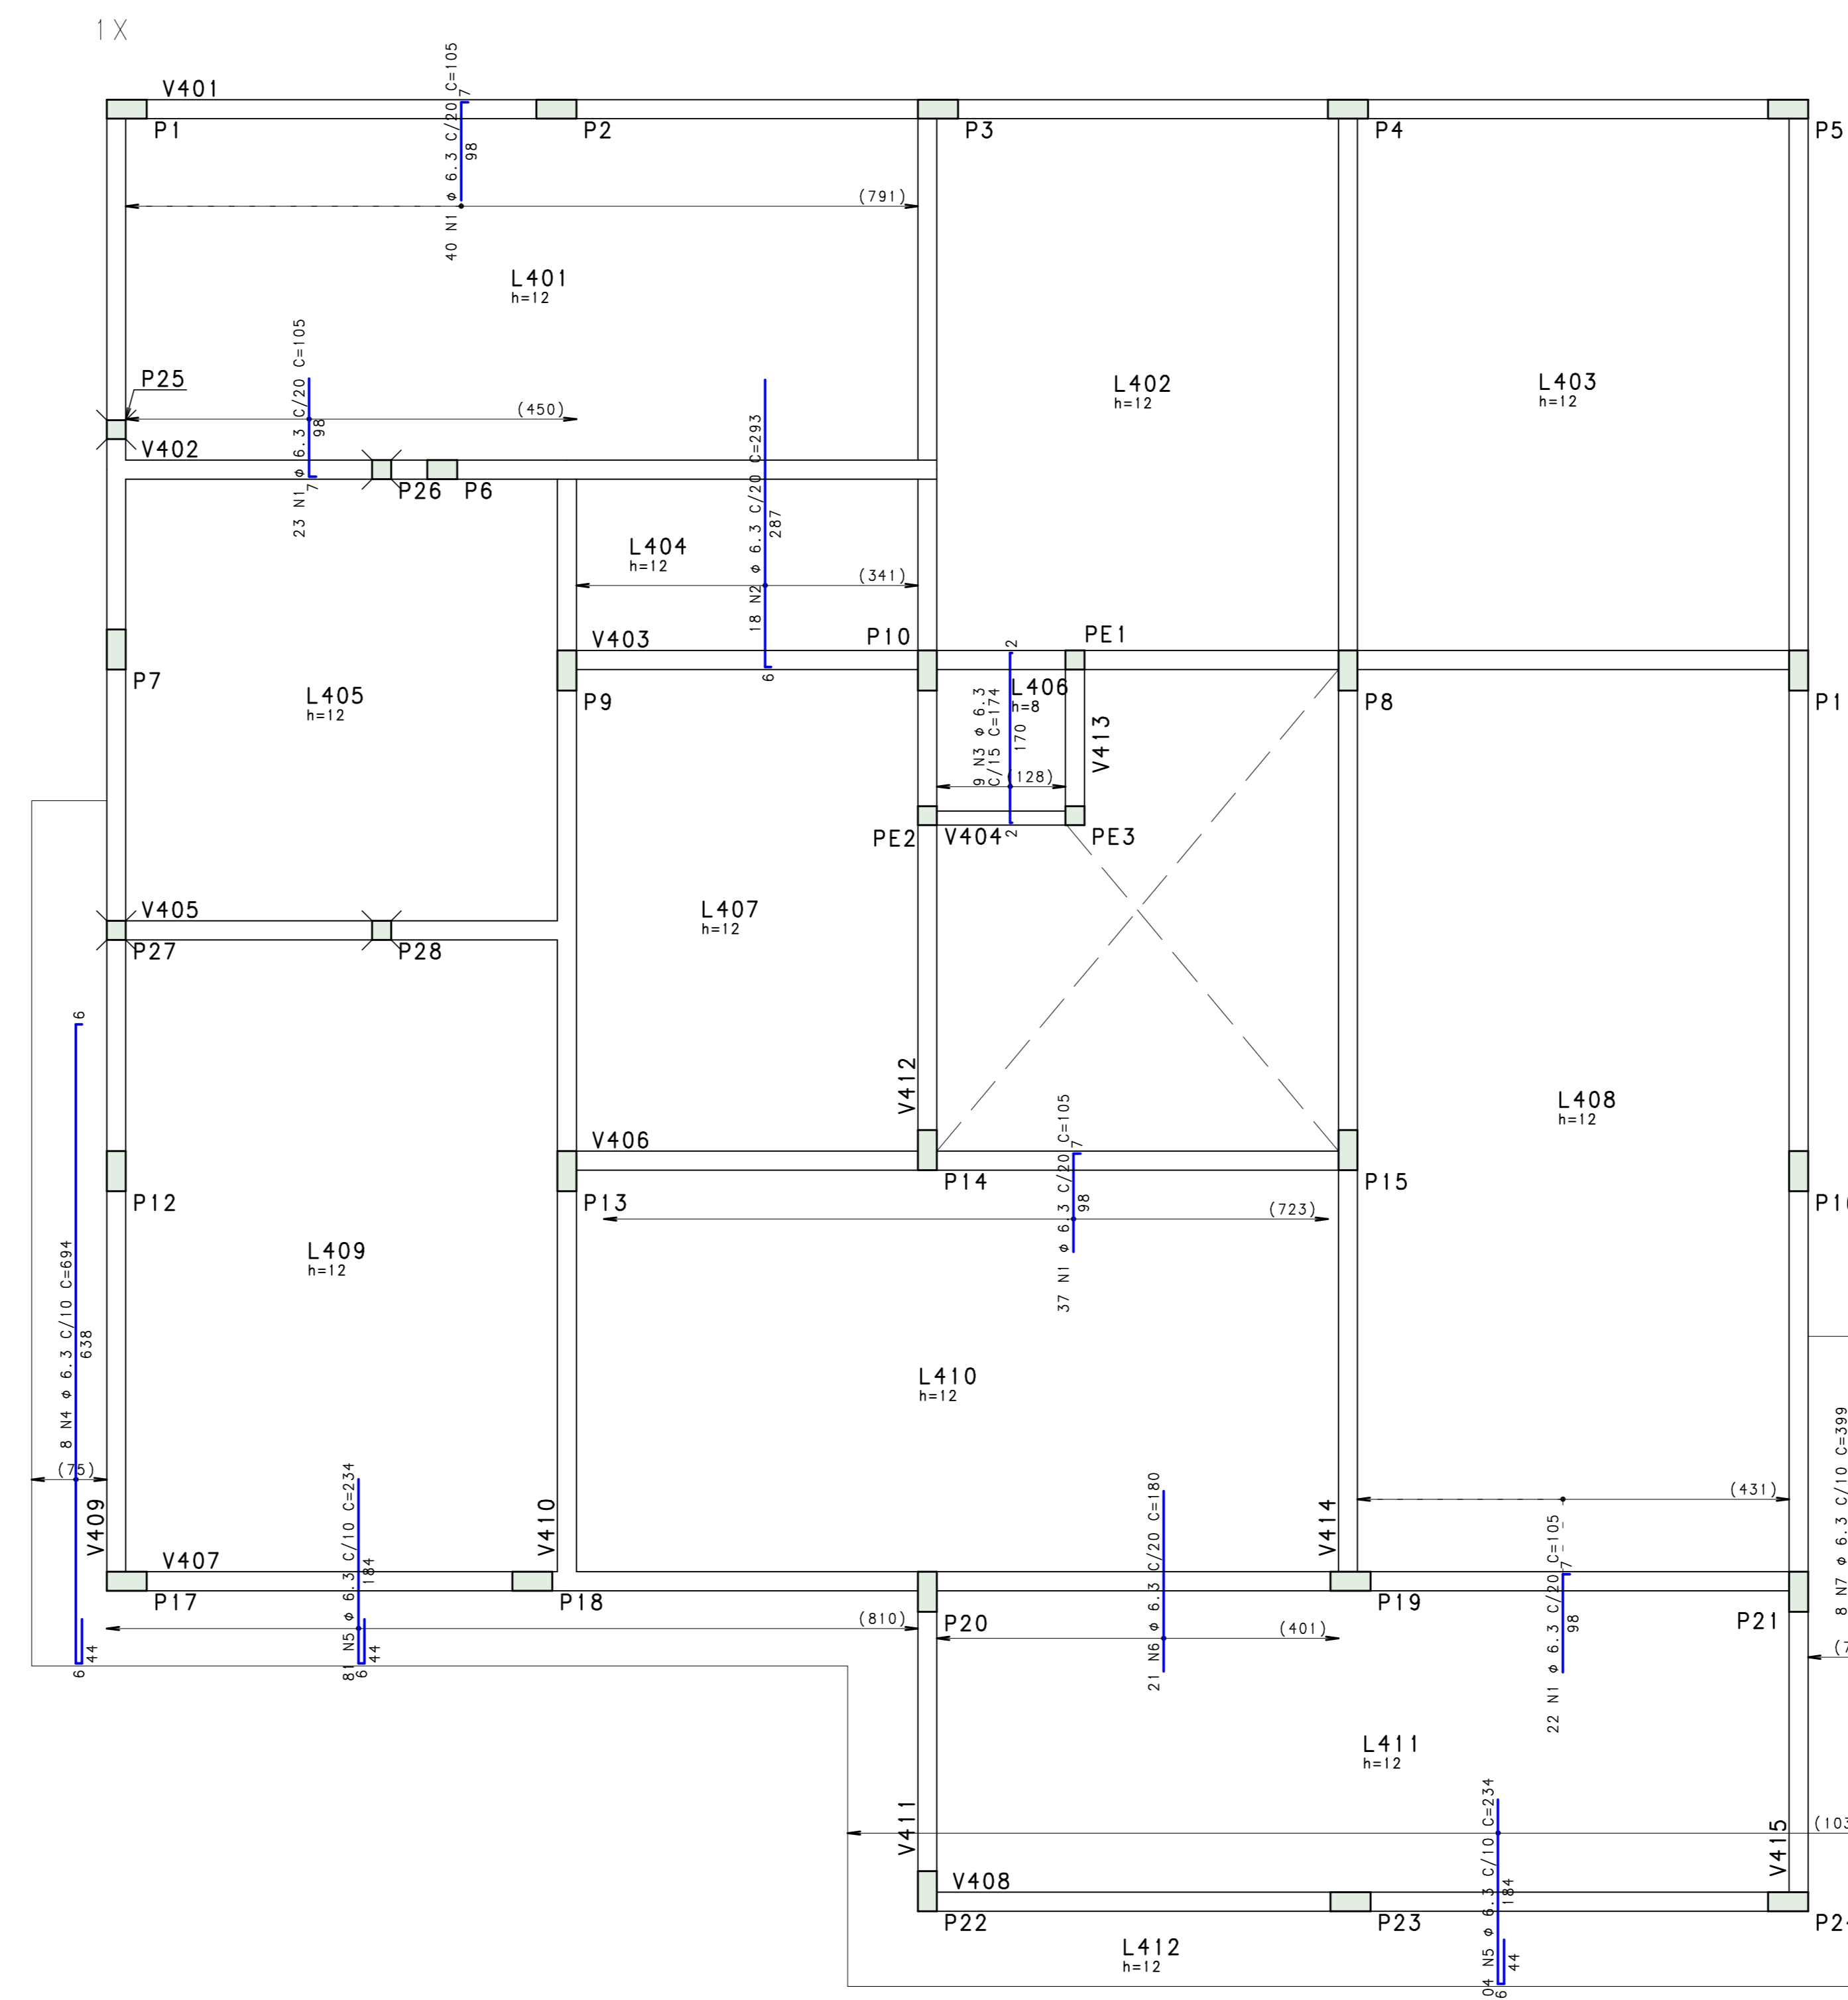 1X
V401
P1
P2
P3
P4
P5
40 N1 φ 6.3 C/20 C=105
7
98
(791)
L401
h=12
P25
V402
23 N1 φ 6.3 C/20 C=105
98
7
(450)
P26
P6
L402
h=12
L403
h=12
18 N2 φ 6.3 C/20 C=293
287
6
L404
h=12
(341)
V403
P10
PE1
P7
P9
P8
L405
h=12
L406
h=8
9 N3 φ 6.3
C/15 C=174
170
2
2
(128)
V413
PE2
V404
PE3
V405
P27
P28
L407
h=12
V412
L408
h=12
V406
P12
P13
P14
P15
37 N1 φ 6.3 C/20 C=105
7
98
(723)
8 N4 φ 6.3 C/10 C=694
638
6
6
44
(75)
L409
h=12
L410
h=12
V409
V410
V414
V407
P17
P18
P20
P19
P21
81 N5 φ 6.3 C/10 C=234
184
6
44
(810)
21 N6 φ 6.3 C/20 C=180
(401)
22 N1 φ 6.3 C/20 C=105
7
98
(431)
8 N7 φ 6.3 C/10 C=399
L411
h=12
V411
V415
V408
P22
P23
04 N5 φ 6.3 C/10 C=234
184
6
44
L412
h=12